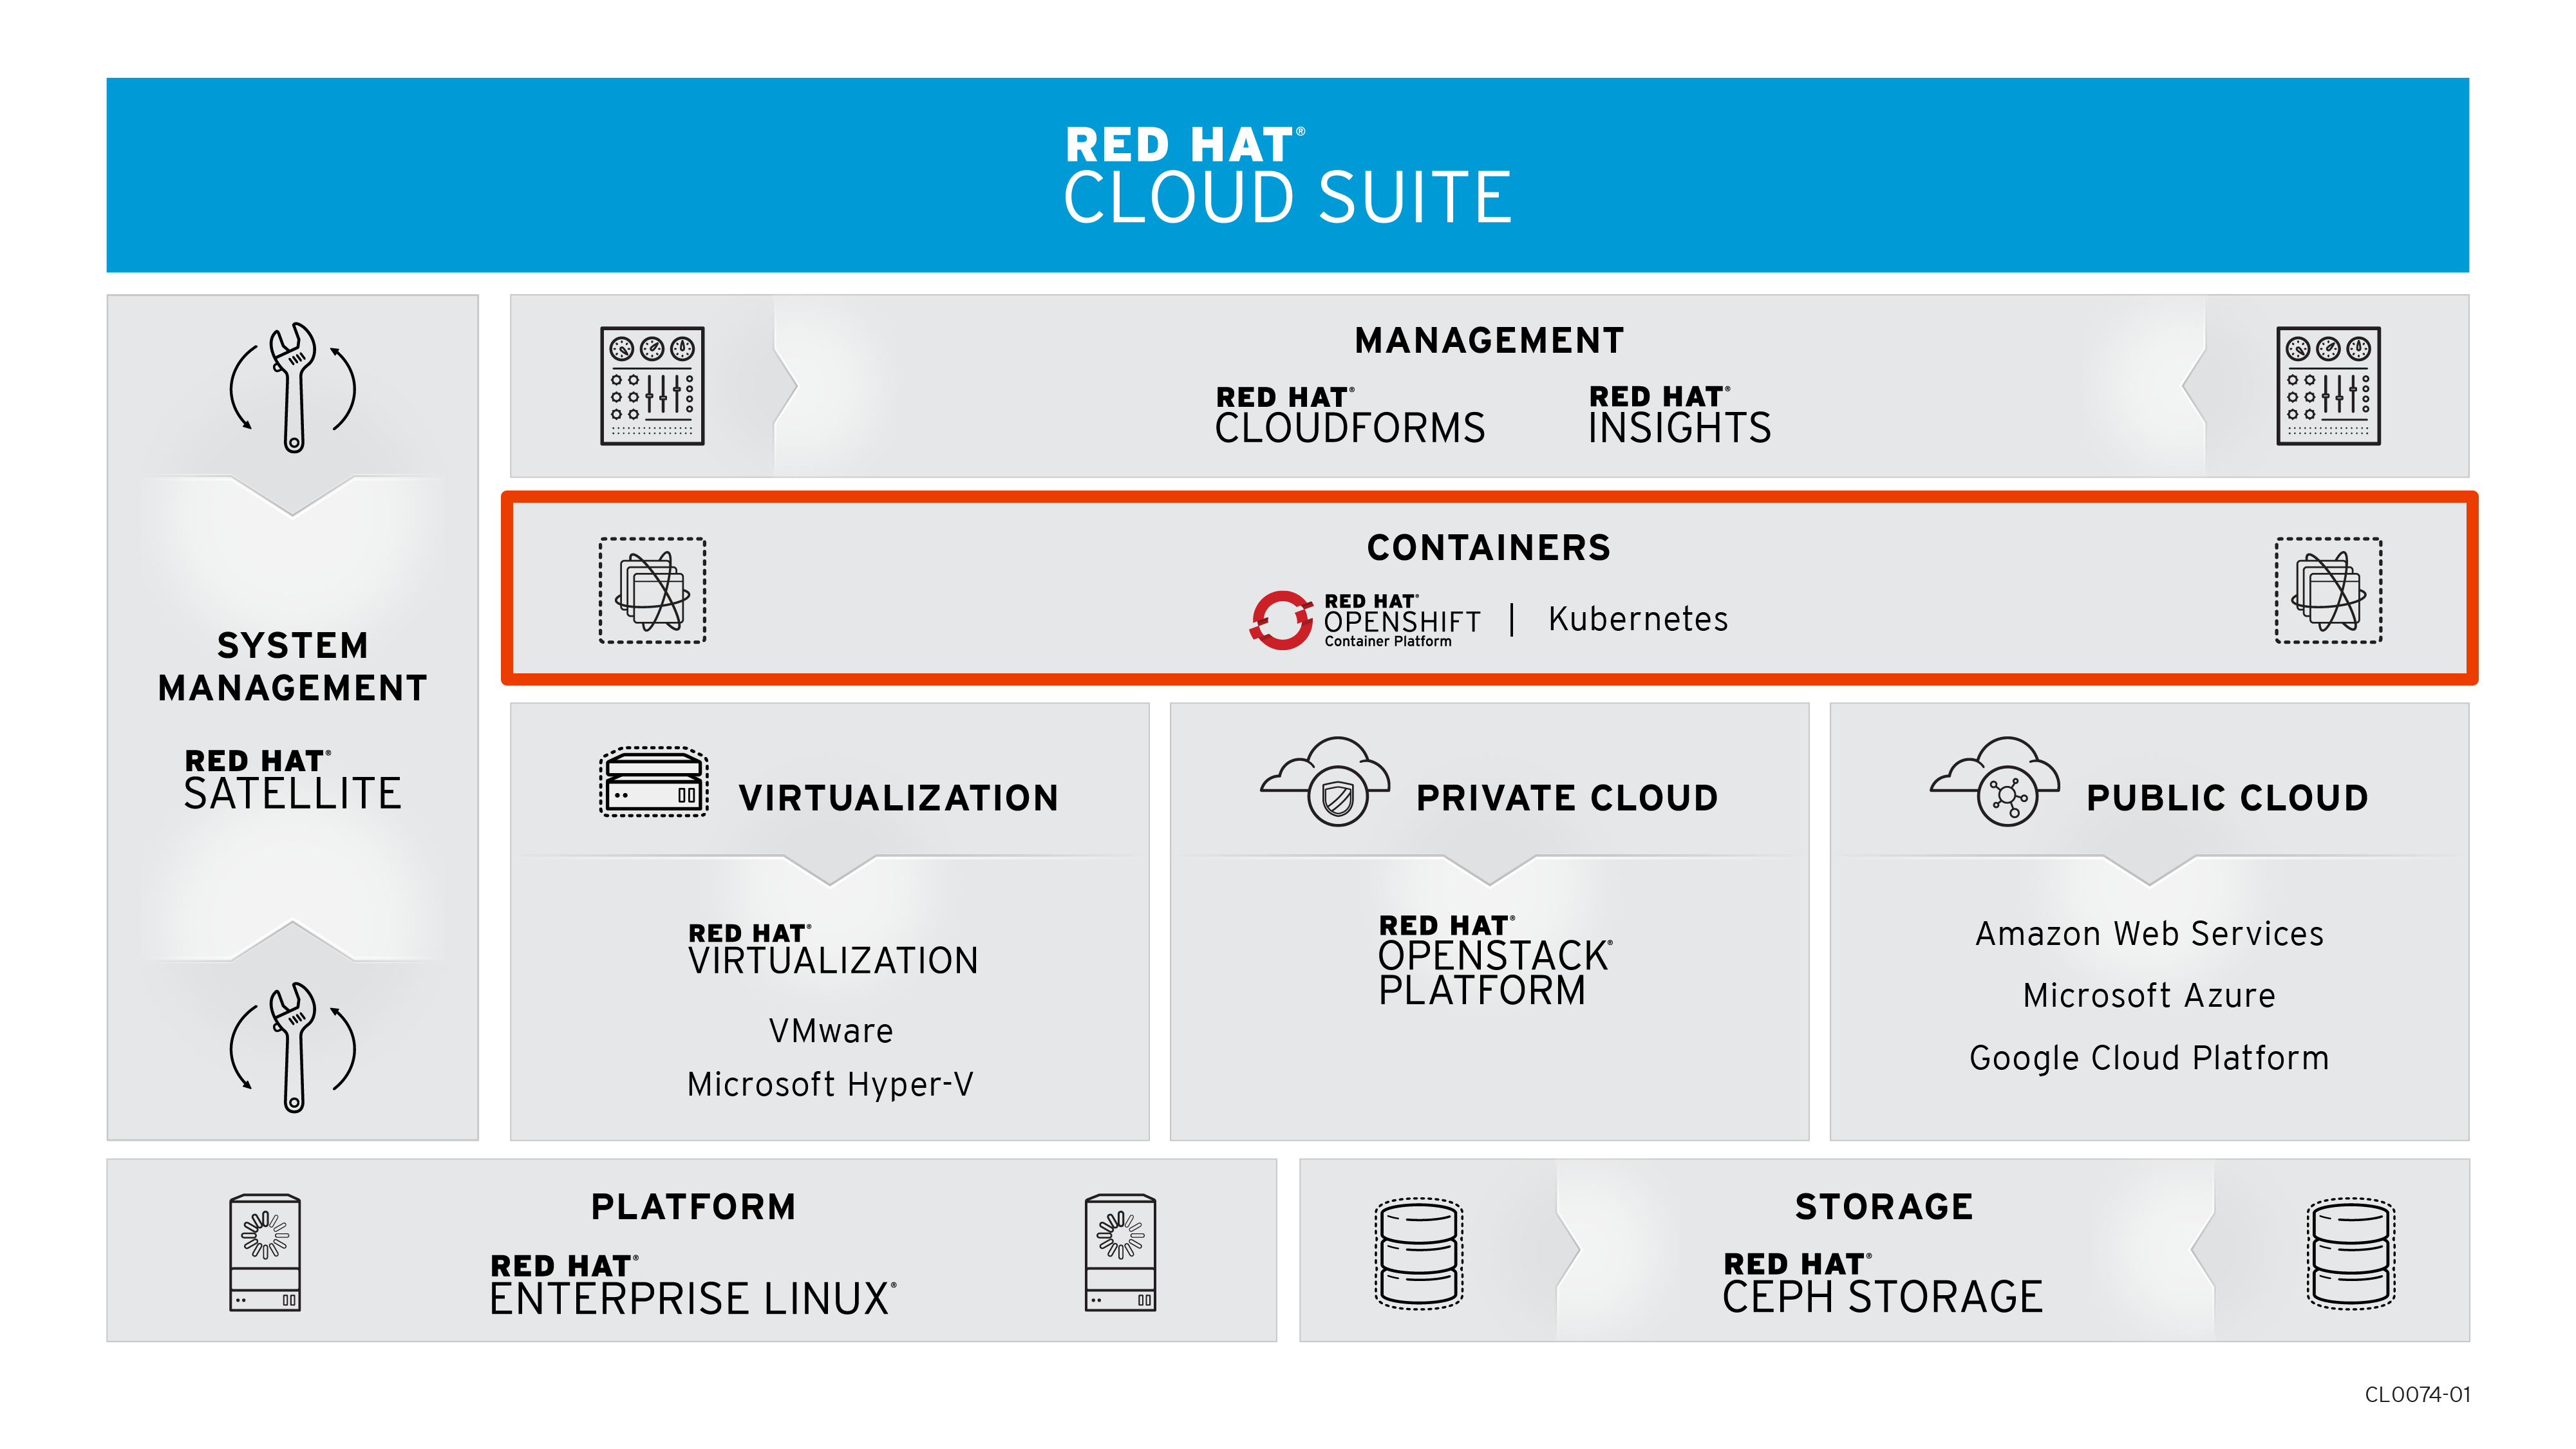 RED HAT®
CLOUD SUITE
SYSTEM
MANAGEMENT
RED HAT®
SATELLITE
MANAGEMENT
RED HAT®
CLOUDFORMS
RED HAT®
INSIGHTS
CONTAINERS
RED HAT®
OPENSHIFT
Container Platform
| Kubernetes
VIRTUALIZATION
RED HAT®
VIRTUALIZATION
VMware
Microsoft Hyper-V
PRIVATE CLOUD
RED HAT®
OPENSTACK®
PLATFORM
PUBLIC CLOUD
Amazon Web Services
Microsoft Azure
Google Cloud Platform
PLATFORM
RED HAT®
ENTERPRISE LINUX®
STORAGE
RED HAT®
CEPH STORAGE
CL0074-01